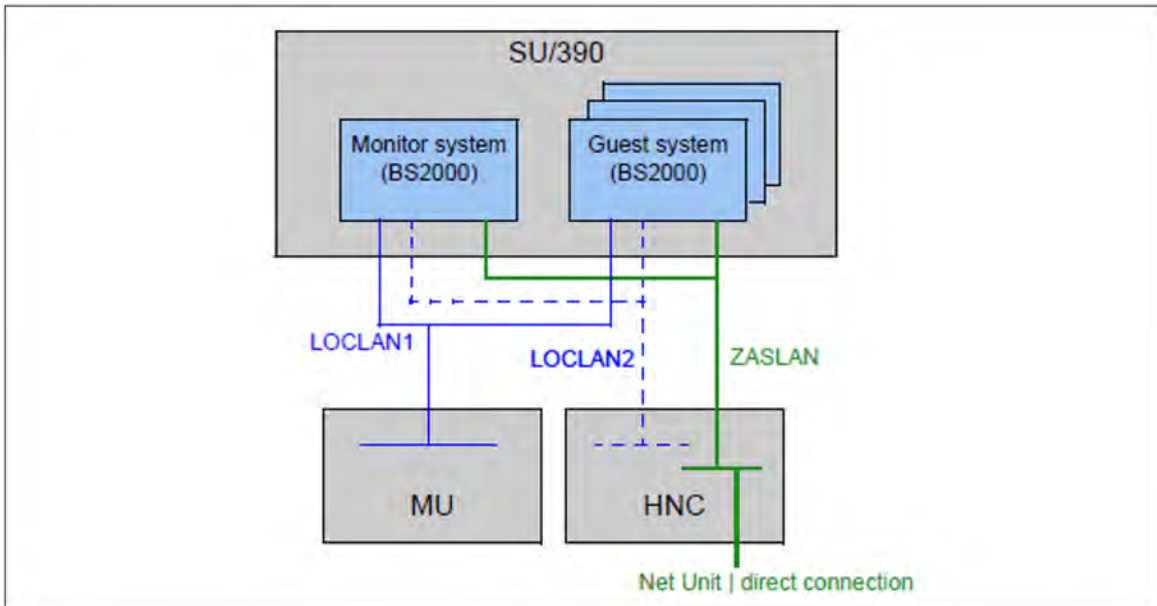 SU/390
Monitor system
(BS2000)
Guest system
(BS2000)
LOCLAN1
LOCLAN2
ZASLAN
MU
HNC
Net Unit | direct connection